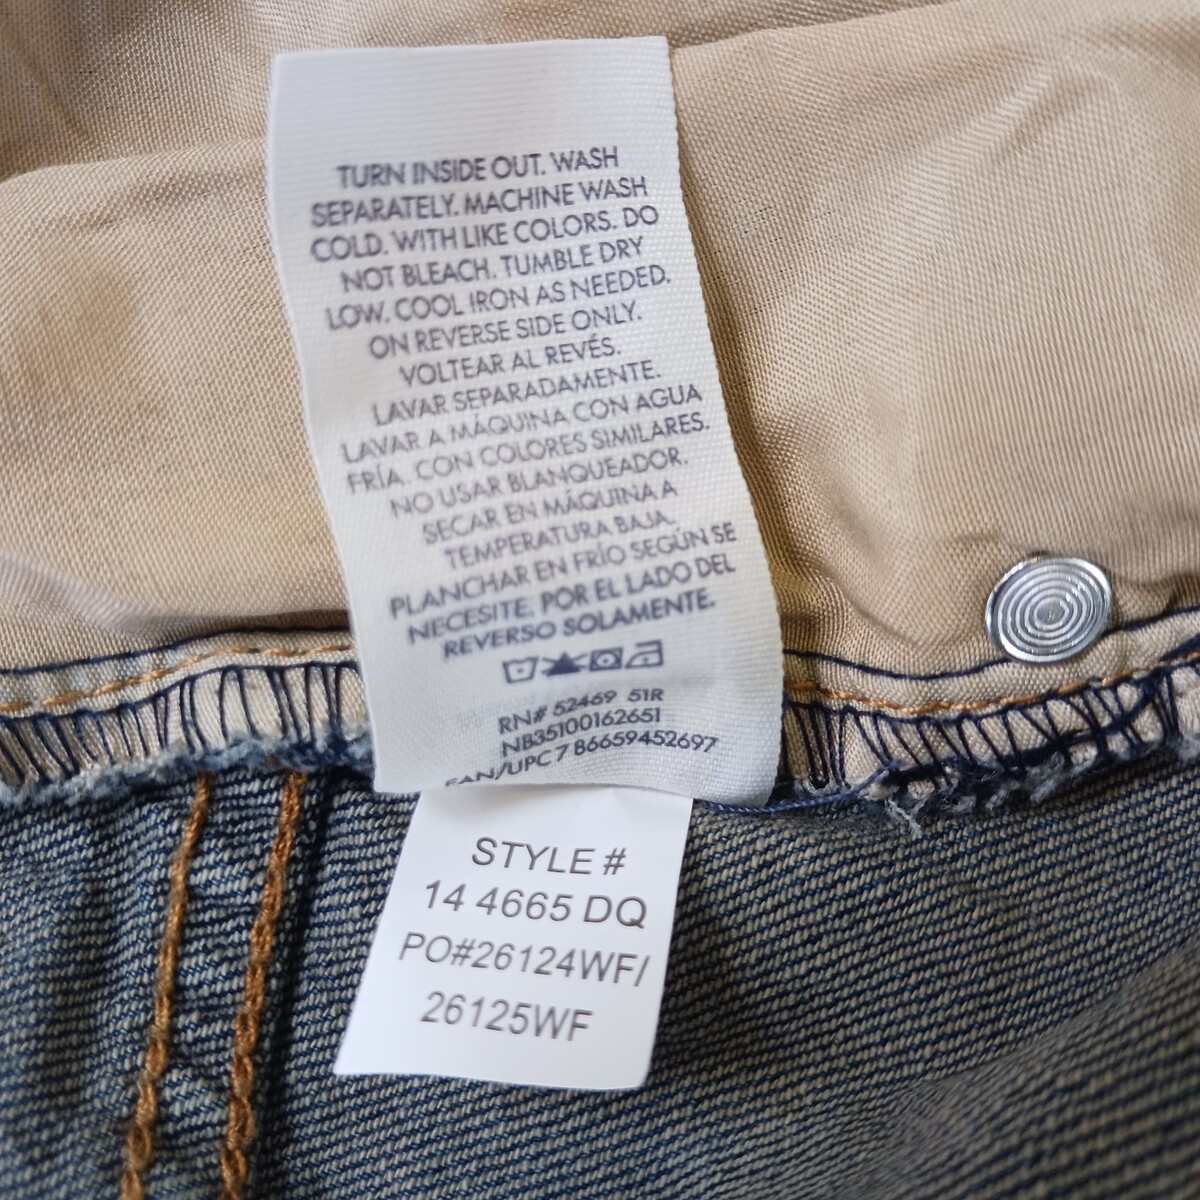 TURN INSIDE OUT. WASH
SEPARATELY. MACHINE WASH
COLD. WITH LIKE COLORS. DO
NOT BLEACH. TUMBLE DRY
LOW. COOL IRON AS NEEDED.
ON REVERSE SIDE ONLY.
VOLTEAR AL REVÉS.
LAVAR SEPARADAMENTE.
LAVAR A MÁQUINA CON AGUA
FRÍA. CON COLORES SIMILARES.
NO USAR BLANQUEADOR.
SECAR EN MÁQUINA A
TEMPERATURA BAJA.
PLANCHAR EN FRÍO SEGÚN SE
NECESITE, POR EL LADO DEL
REVERSO SOLAMENTE.
RN# 52469 51R
NB35100162651
EAN/UPC 7 86659452697
STYLE #
14 4665 DQ
PO#26124WF/
26125WF